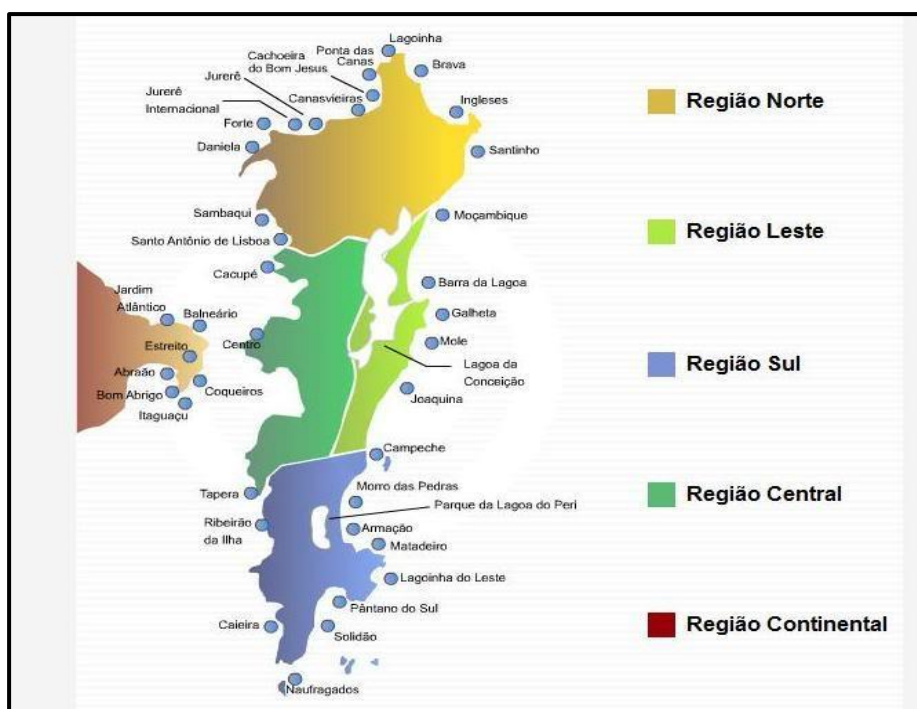 Lagoinha
Ponta das
Canas
Cachoeira
do Bom Jesus
Brava
Jurerê
Jurerê
Internacional
Canasvieiras
Ingleses
Forte
Daniela
Santinho
Sambaqui
Moçambique
Santo Antônio de Lisboa
Cacupé
Barra da Lagoa
Jardim
Atlântico
Balneário
Galheta
Centro
Mole
Estreito
Lagoa da
Conceição
Abraão
Coqueiros
Bom Abrigo
Joaquina
Itaguaçu
Campeche
Tapera
Morro das Pedras
Parque da Lagoa do Peri
Ribeirão
da Ilha
Armação
Matadeiro
Lagoinha do Leste
Pântano do Sul
Caieira
Solidão
Naufragados
Região Norte
Região Leste
Região Sul
Região Central
Região Continental